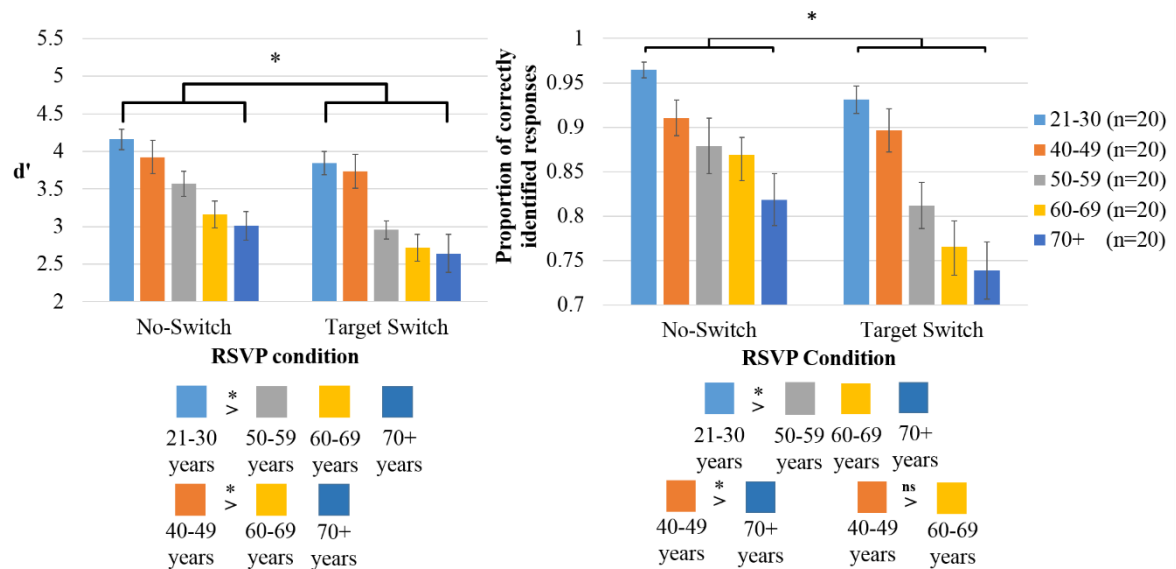 5.5
5
4.5
4
3.5
3
2.5
2
d'
*
No-Switch Target Switch
RSVP condition
21-30 years * > 50-59 years 60-69 years 70+ years
40-49 years * > 60-69 years 70+ years
1
0.95
0.9
0.85
0.8
0.75
0.7
Proportion of correctly
identified responses
*
No-Switch Target Switch
RSVP Condition
21-30 (n=20)
40-49 (n=20)
50-59 (n=20)
60-69 (n=20)
70+ (n=20)
21-30 years * > 50-59 years 60-69 years 70+ years
40-49 years * > 70+ years 40-49 years ns > 60-69 years